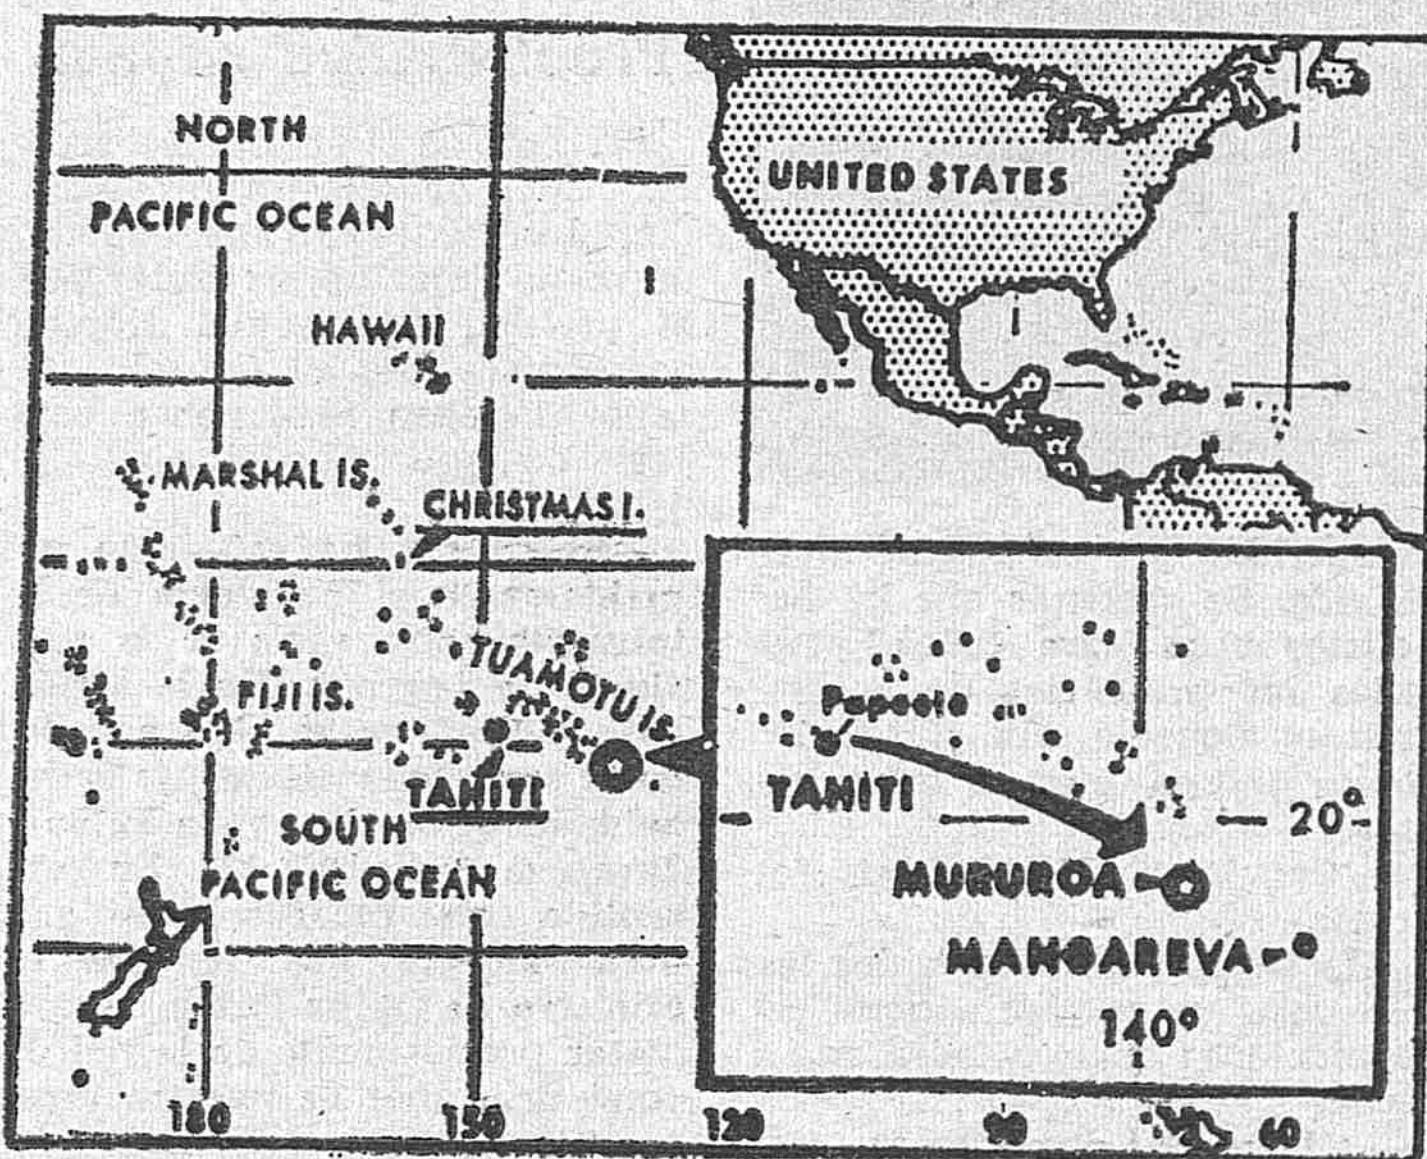 NORTH
PACIFIC OCEAN
UNITED STATES
HAWAII
MARSHAL IS.
CHRISTMAS I.
TUAMOTU IS.
FIJI IS.
TAHITI
SOUTH
PACIFIC OCEAN
Papeete
TAHITI
20°
MURUROA
MANGAREVA
140°
180 150 120 90 60